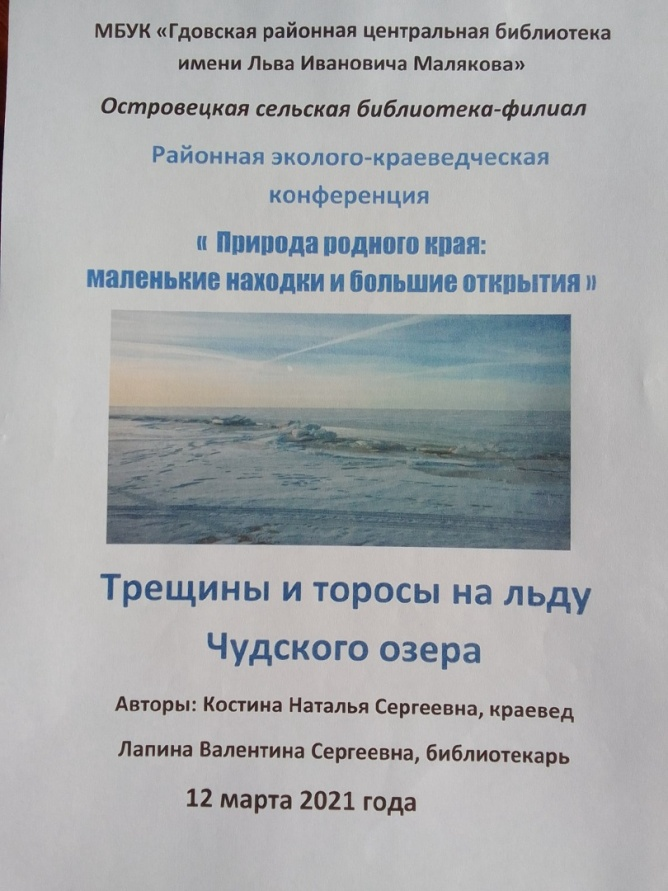 МБУК «Гдовская районная центральная библиотека
имени Льва Ивановича Малякова»
Островецкая сельская библиотека-филиал
Районная эколого-краеведческая
конференция
« Природа родного края:
маленькие находки и большие открытия »
Трещины и торосы на льду
Чудского озера
Авторы: Костина Наталья Сергеевна, краевед
Лапина Валентина Сергеевна, библиотекарь
12 марта 2021 года